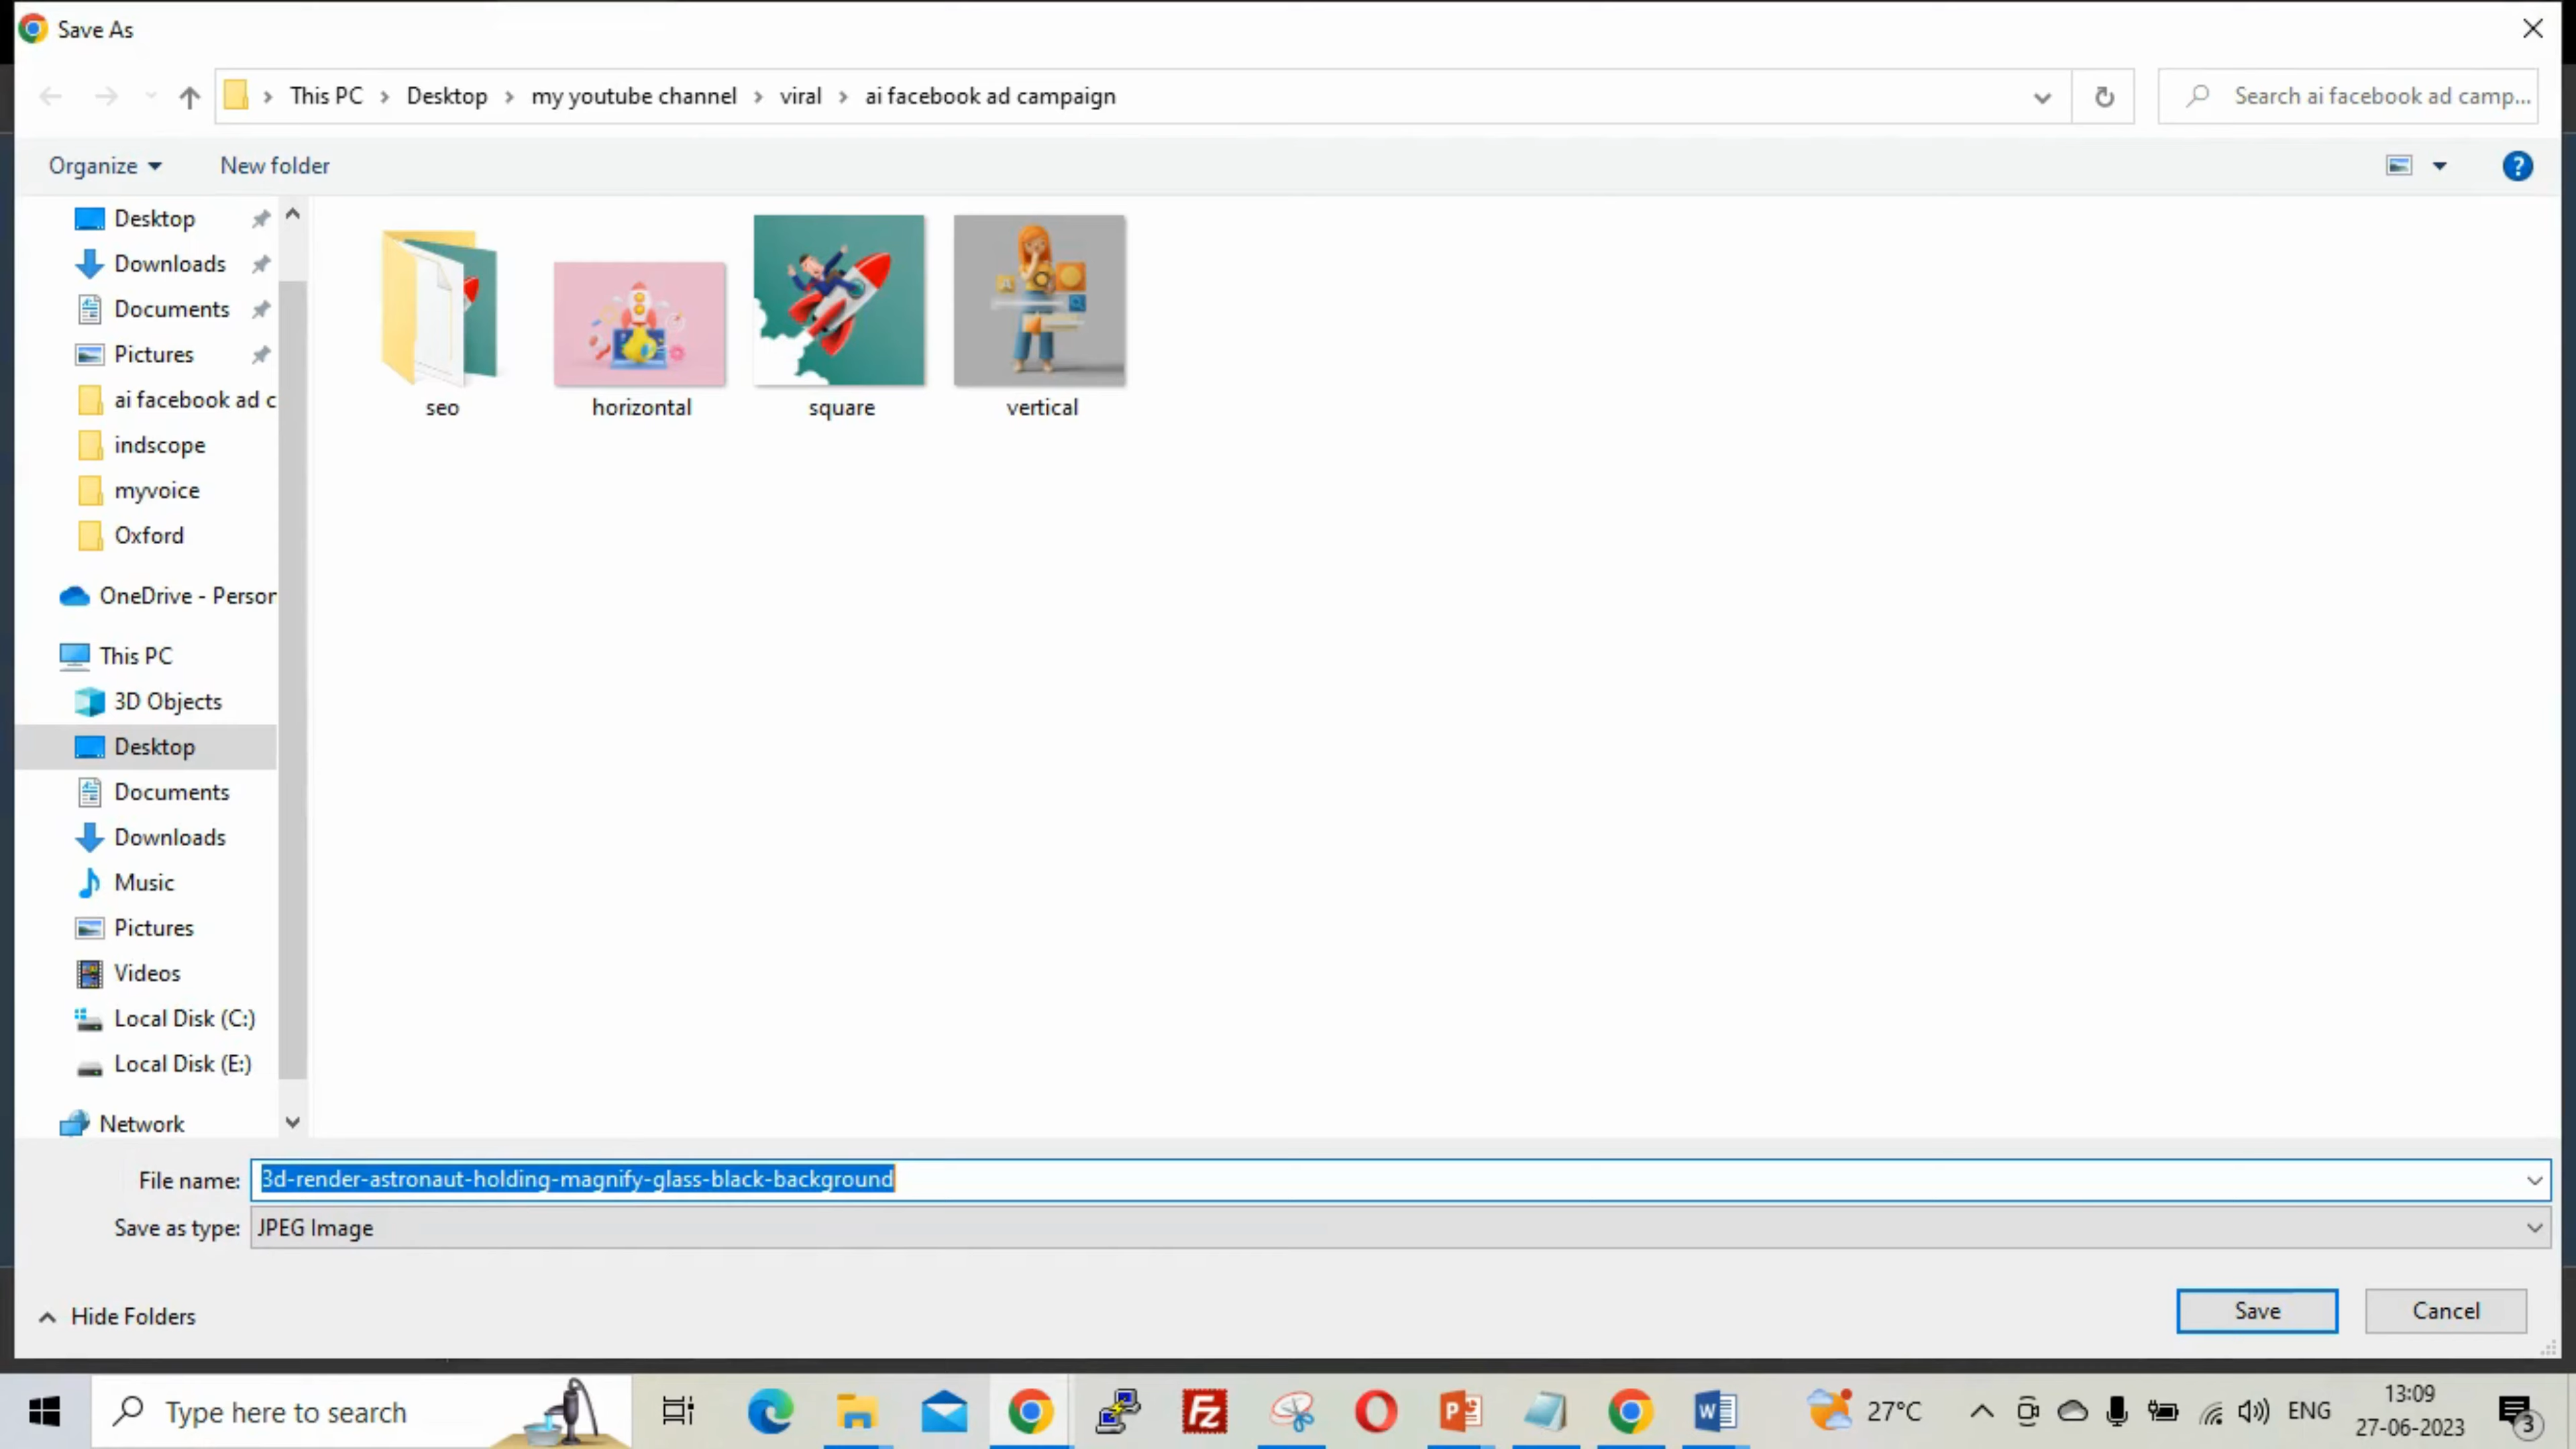 Save As
This PC > Desktop > my youtube channel > viral > ai facebook ad campaign
Search ai facebook ad camp...
Organize
New folder
Desktop
Downloads
Documents
Pictures
ai facebook ad c
indscope
myvoice
Oxford
OneDrive - Person
This PC
3D Objects
Desktop
Documents
Downloads
Music
Pictures
Videos
Local Disk (C:)
Local Disk (E:)
Network
seo
horizontal
square
vertical
File name: 3d-render-astronaut-holding-magnify-glass-black-background
Save as type: JPEG Image
Hide Folders
Save
Cancel
Type here to search
27°C
ENG
13:09
27-06-2023
3